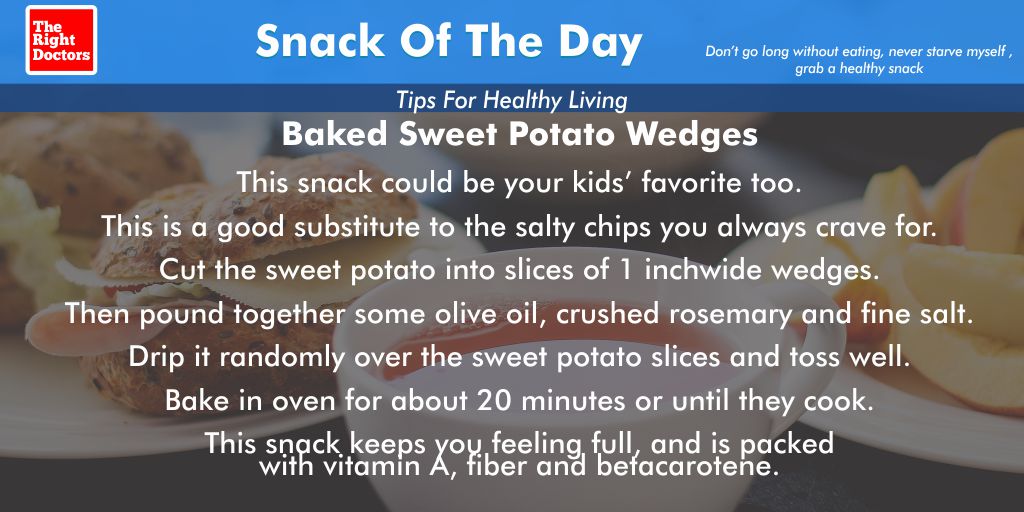 The
Right
Doctors
Snack Of The Day
Don't go long without eating, never starve myself ,
grab a healthy snack
Tips For Healthy Living
Baked Sweet Potato Wedges
This snack could be your kids' favorite too.
This is a good substitute to the salty chips you always crave for.
Cut the sweet potato into slices of 1 inchwide wedges.
Then pound together some olive oil, crushed rosemary and fine salt.
Drip it randomly over the sweet potato slices and toss well.
Bake in oven for about 20 minutes or until they cook.
This snack keeps you feeling full, and is packed
with vitamin A, fiber and betacarotene.